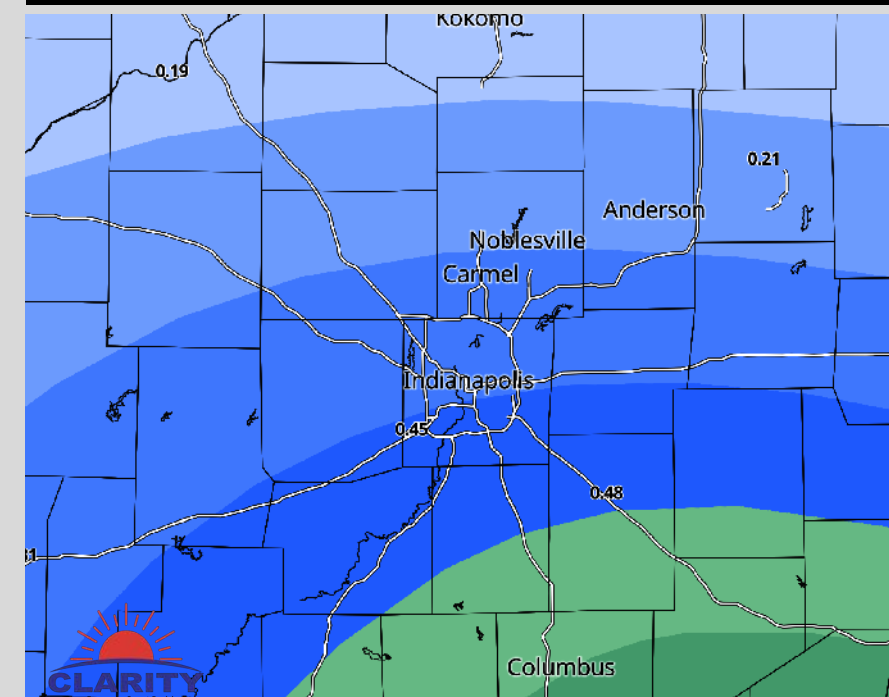 Kokomo
0.19
0.21
Anderson
Noblesville
Carmel
Indianapolis
0.45
0.48
Columbus
CLARITY